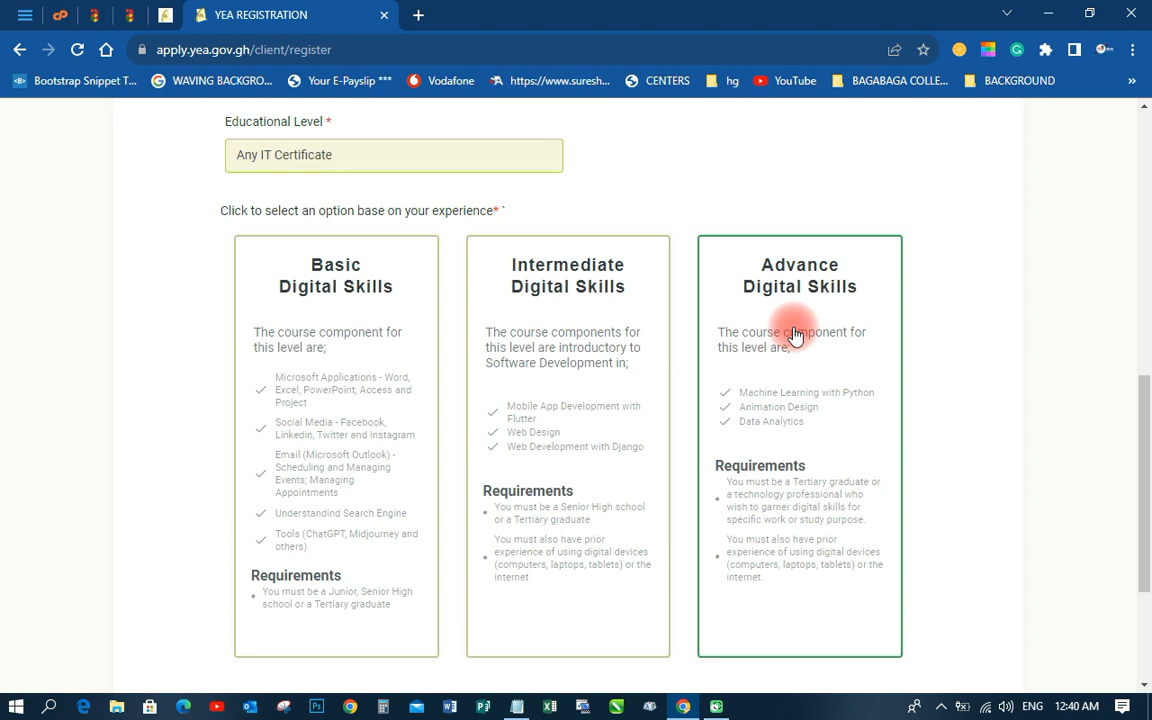 YEA REGISTRATION
apply.yea.gov.gh/client/register
Bootstrap Snippet T...
WAVING BACKGRO...
Your E-Payslip ***
Vodafone
https://www.suresh...
CENTERS
hg
YouTube
BAGABAGA COLLE...
BACKGROUND
»
Educational Level *
Any IT Certificate
Click to select an option base on your experience* `
Basic
Digital Skills
The course component for
this level are;
Microsoft Applications - Word,
Excel, PowerPoint, Access and
Project
Social Media - Facebook,
Linkedin, Twitter and Instagram
Email (Microsoft Outlook) -
Scheduling and Managing
Events; Managing
Appointments
Understandind Search Engine
Tools (ChatGPT, Midjourney and
others)
Requirements
You must be a Junior, Senior High
school or a Tertiary graduate
Intermediate
Digital Skills
The course components for
this level are introductory to
Software Development in;
Mobile App Development with
Flutter
Web Design
Web Development with Django
Requirements
You must be a Senior High school
or a Tertiary graduate
You must also have prior
experience of using digital devices
(computers, laptops, tablets) or the
internet
Advance
Digital Skills
The course component for
this level are;
Machine Learning with Python
Animation Design
Data Analytics
Requirements
You must be a Tertiary graduate or
a technology professional who
wish to garner digital skills for
specific work or study purpose.
You must also have prior
experience of using digital devices
(computers, laptops, tablets) or the
internet.
ENG
12:40 AM